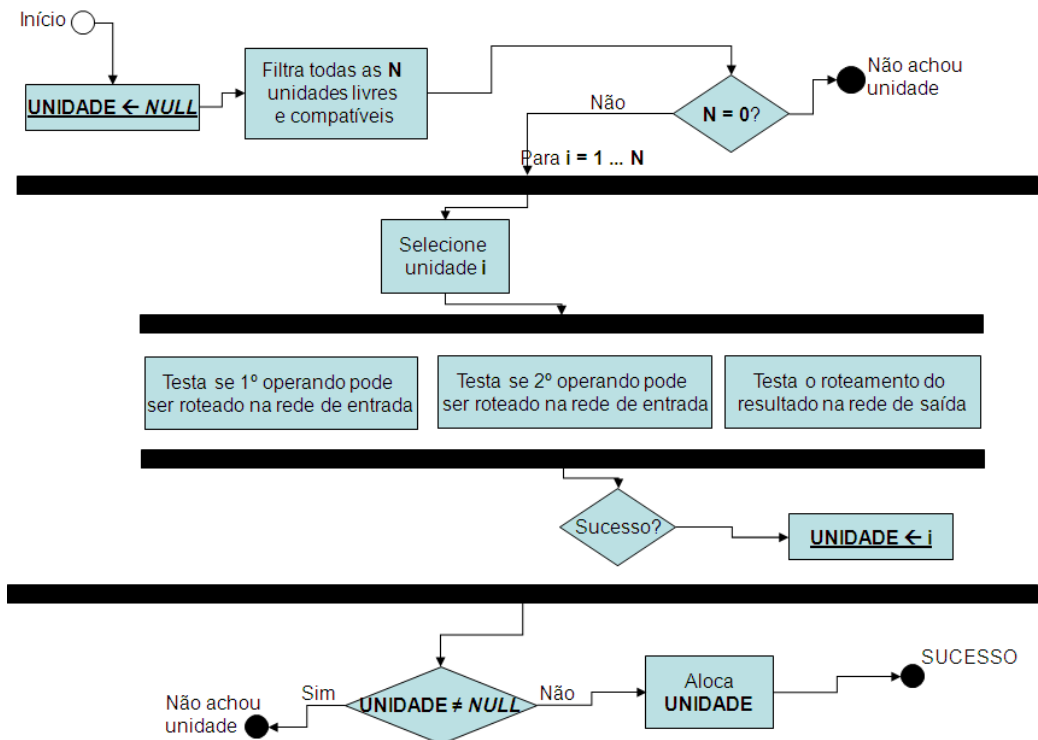 Início
UNIDADE ← NULL
Filtra todas as N
unidades livres
e compatíveis
N = 0?
Não achou
unidade
Não
Para i = 1 ... N
Selecione
unidade i
Testa se 1º operando pode
ser roteado na rede de entrada
Testa se 2º operando pode
ser roteado na rede de entrada
Testa o roteamento do
resultado na rede de saída
Sucesso?
UNIDADE ← i
UNIDADE ≠ NULL
Sim
Não achou
unidade
Não
Aloca
UNIDADE
SUCESSO